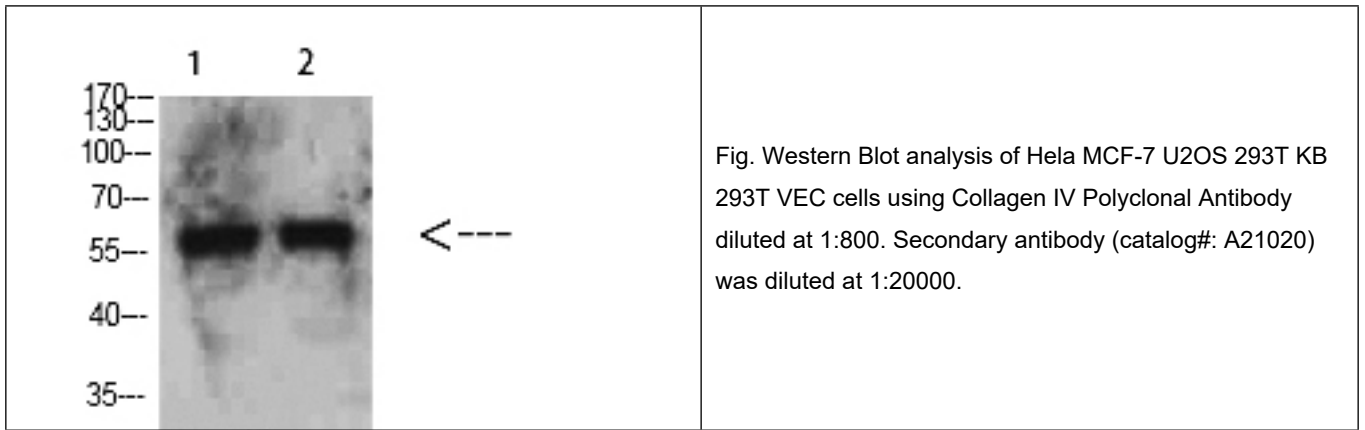 1 2
170---
130---
100---
70---
55---
<---
40---
35---
Fig. Western Blot analysis of Hela MCF-7 U2OS 293T KB
293T VEC cells using Collagen IV Polyclonal Antibody
diluted at 1:800. Secondary antibody (catalog#: A21020)
was diluted at 1:20000.